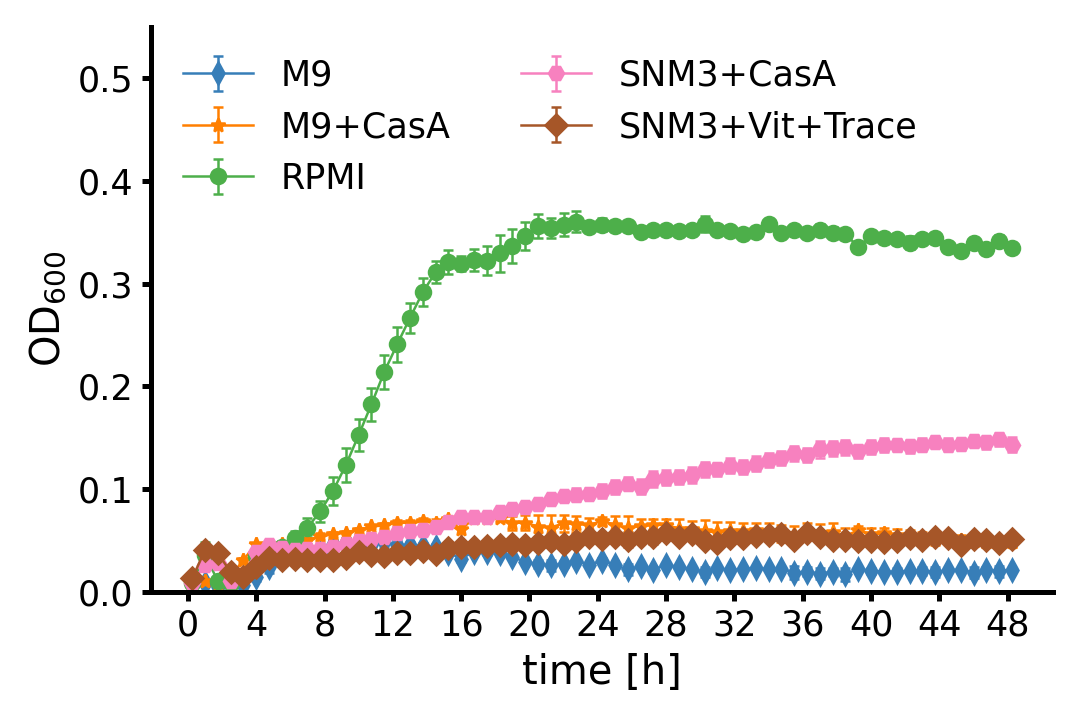 M9
M9+CasA
RPMI
SNM3+CasA
SNM3+Vit+Trace
0.5
0.4
0.3
0.2
0.1
0.0
OD600
0 4 8 12 16 20 24 28 32 36 40 44 48
time [h]